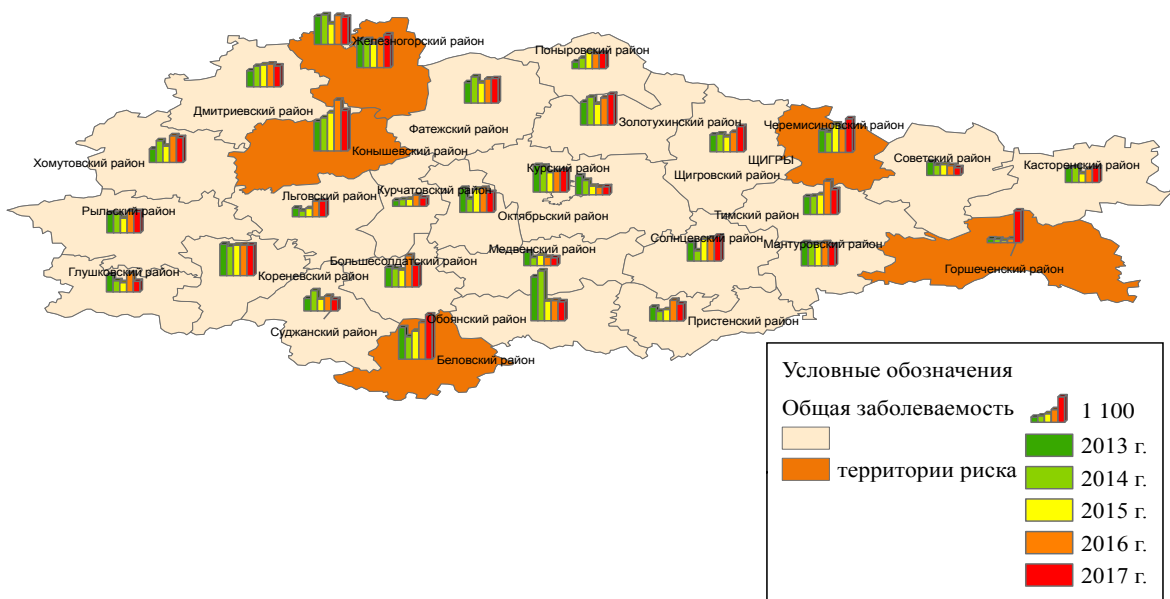 Железногорский район
Поныровский район
Дмитриевский район
Фатежский район
Золотухинский район
Черемисиновский район
Хомутовский район
Конышевский район
ЩИГРЫ
Советский район
Касторенский район
Щигровский район
Курский район
Льговский район
Курчатовский район
Рыльский район
Октябрьский район
Тимский район
Солнцевский район
Мантуровский район
Медвенский район
Большесолдатский район
Глушковский район
Кореневский район
Горшеченский район
Суджанский район
Обоянский район
Пристенский район
Беловский район
Условные обозначения
Общая заболеваемость
территории риска
1 100
2013 г.
2014 г.
2015 г.
2016 г.
2017 г.